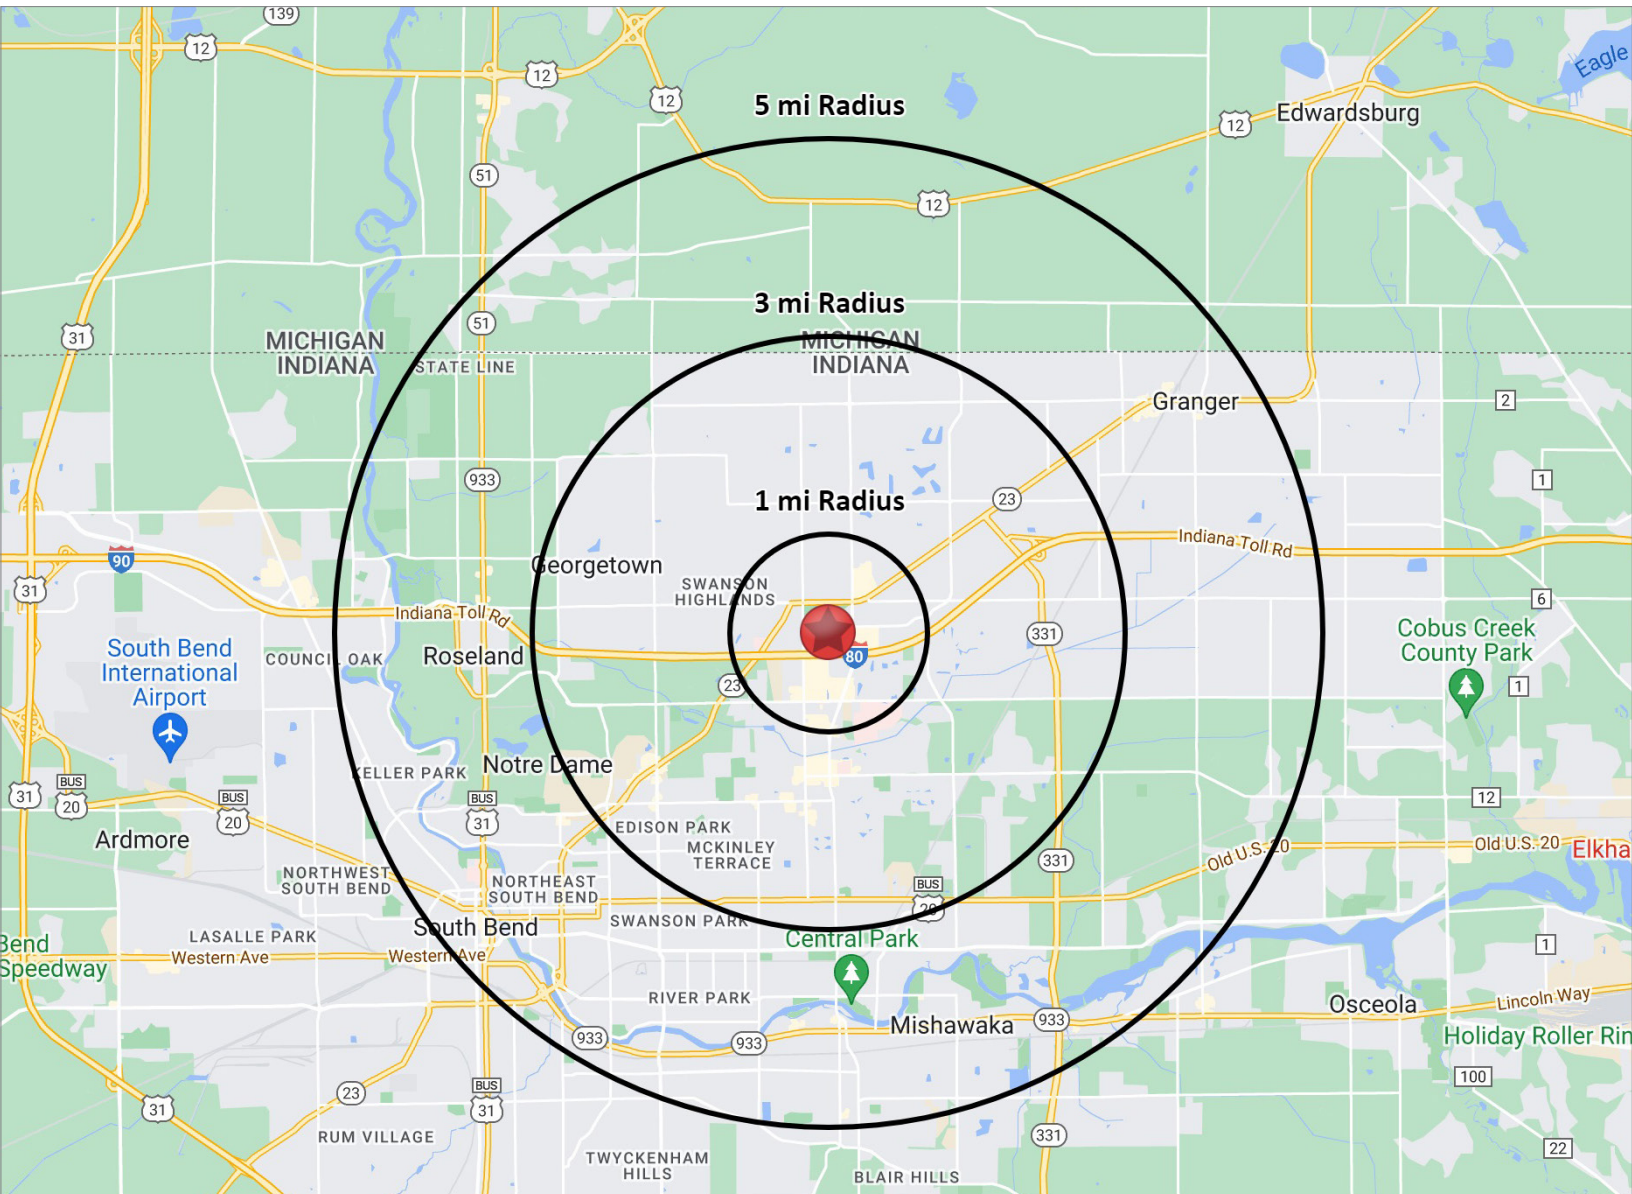 139
12
12
12
5 mi Radius
Eagle
Edwardsburg
12
51
12
3 mi Radius
51
31
MICHIGAN
INDIANA
MICHIGAN
INDIANA
STATE LINE
Granger
2
933
1
23
1 mi Radius
Indiana Toll Rd
90
Georgetown
SWANSON
HIGHLANDS
31
6
Indiana Toll Rd
331
Cobus Creek
County Park
South Bend
International
Airport
COUNCIL OAK
Roseland
80
23
1
Notre Dame
KELLER PARK
BUS
20
31
BUS
20
BUS
31
12
Ardmore
EDISON PARK
MCKINLEY
TERRACE
331
Old U.S. 20
Old U.S. 20
Elkha
NORTHWEST
SOUTH BEND
NORTHEAST
SOUTH BEND
BUS
20
SWANSON PARK
South Bend
LASALLE PARK
Central Park
Bend
Speedway
Western Ave
Western Ave
1
RIVER PARK
Mishawaka
933
933
933
Osceola
Lincoln Way
Holiday Roller Rin
100
23
31
BUS
31
331
RUM VILLAGE
22
TWYCKENHAM
HILLS
BLAIR HILLS